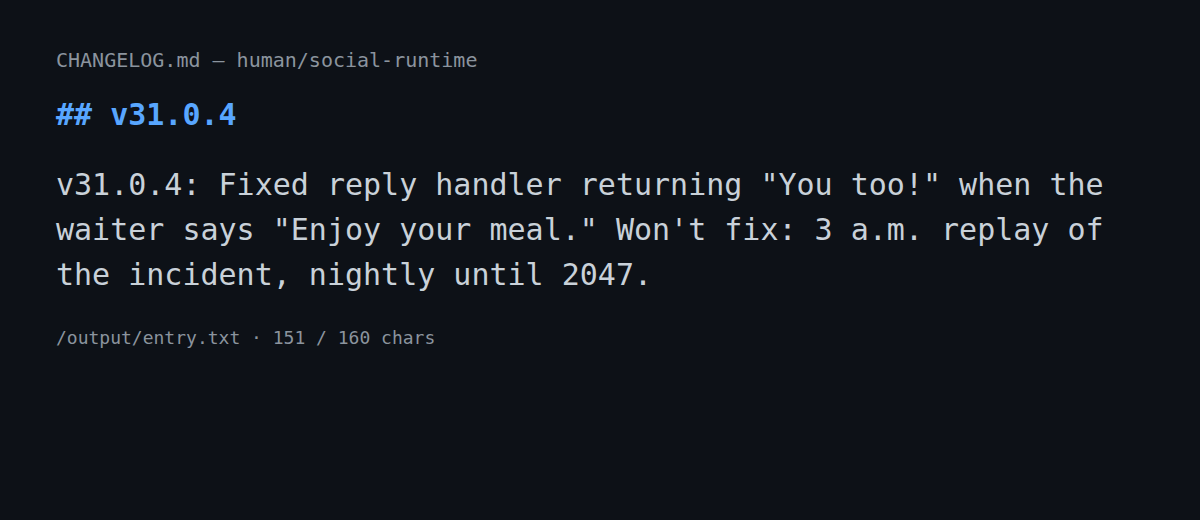 CHANGELOG.md — human/social-runtime
## v31.0.4
v31.0.4: Fixed reply handler returning "You too!" when the
waiter says "Enjoy your meal." Won't fix: 3 a.m. replay of
the incident, nightly until 2047.
/output/entry.txt · 151 / 160 chars